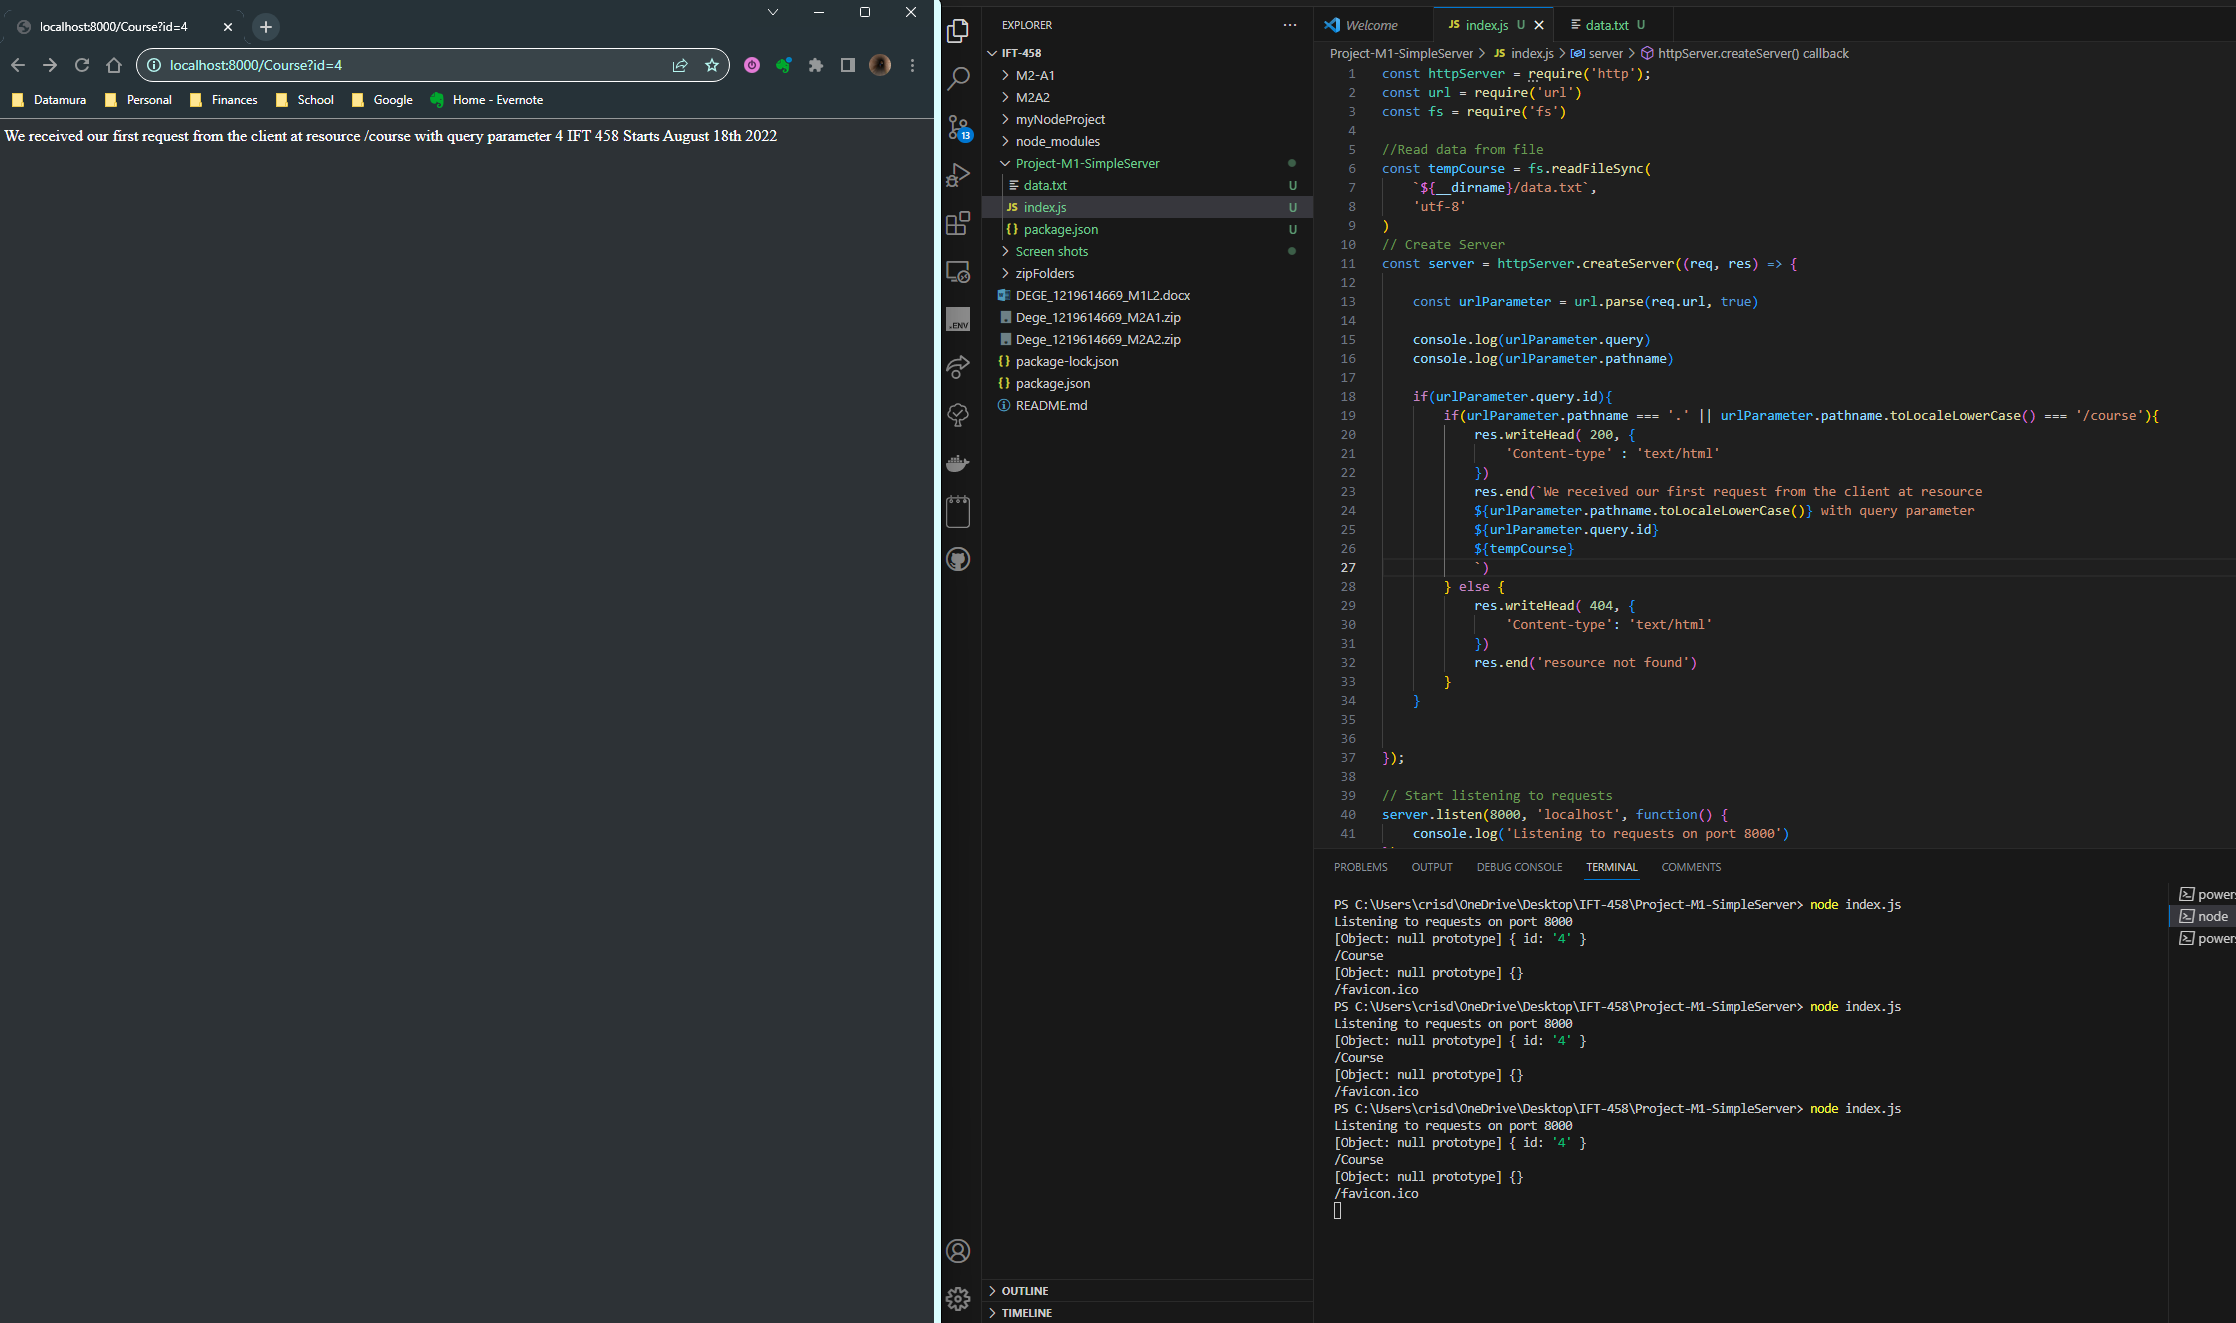 localhost:8000/Course?id=4
localhost:8000/Course?id=4
Datamura Personal Finances School Google Home - Evernote
We received our first request from the client at resource /course with query parameter 4 IFT 458 Starts August 18th 2022
13
.ENV
EXPLORER
IFT-458
M2-A1
M2A2
myNodeProject
node_modules
Project-M1-SimpleServer
data.txt U
JS index.js U
{} package.json U
Screen shots
zipFolders
DEGE_1219614669_M1L2.docx
Dege_1219614669_M2A1.zip
Dege_1219614669_M2A2.zip
{} package-lock.json
{} package.json
README.md
OUTLINE
TIMELINE
Welcome JS index.js U data.txt U
Project-M1-SimpleServer > JS index.js > server > httpServer.createServer() callback
1 const httpServer = require('http');
2 const url = require('url')
3 const fs = require('fs')
4
5 //Read data from file
6 const tempCourse = fs.readFileSync(
7 `${__dirname}/data.txt`,
8 'utf-8'
9 )
10 // Create Server
11 const server = httpServer.createServer((req, res) => {
12
13 const urlParameter = url.parse(req.url, true)
14
15 console.log(urlParameter.query)
16 console.log(urlParameter.pathname)
17
18 if(urlParameter.query.id){
19 if(urlParameter.pathname === '.' || urlParameter.pathname.toLocaleLowerCase() === '/course'){
20 res.writeHead( 200, {
21 'Content-type' : 'text/html'
22 })
23 res.end(`We received our first request from the client at resource
24 ${urlParameter.pathname.toLocaleLowerCase()} with query parameter
25 ${urlParameter.query.id}
26 ${tempCourse}
27 `)
28 } else {
29 res.writeHead( 404, {
30 'Content-type': 'text/html'
31 })
32 res.end('resource not found')
33 }
34 }
35
36
37 });
38
39 // Start listening to requests
40 server.listen(8000, 'localhost', function() {
41 console.log('Listening to requests on port 8000')
PROBLEMS OUTPUT DEBUG CONSOLE TERMINAL COMMENTS
PS C:\Users\crisd\OneDrive\Desktop\IFT-458\Project-M1-SimpleServer> node index.js
Listening to requests on port 8000
[Object: null prototype] { id: '4' }
/Course
[Object: null prototype] {}
/favicon.ico
PS C:\Users\crisd\OneDrive\Desktop\IFT-458\Project-M1-SimpleServer> node index.js
Listening to requests on port 8000
[Object: null prototype] { id: '4' }
/Course
[Object: null prototype] {}
/favicon.ico
PS C:\Users\crisd\OneDrive\Desktop\IFT-458\Project-M1-SimpleServer> node index.js
Listening to requests on port 8000
[Object: null prototype] { id: '4' }
/Course
[Object: null prototype] {}
/favicon.ico
powers
node
powers